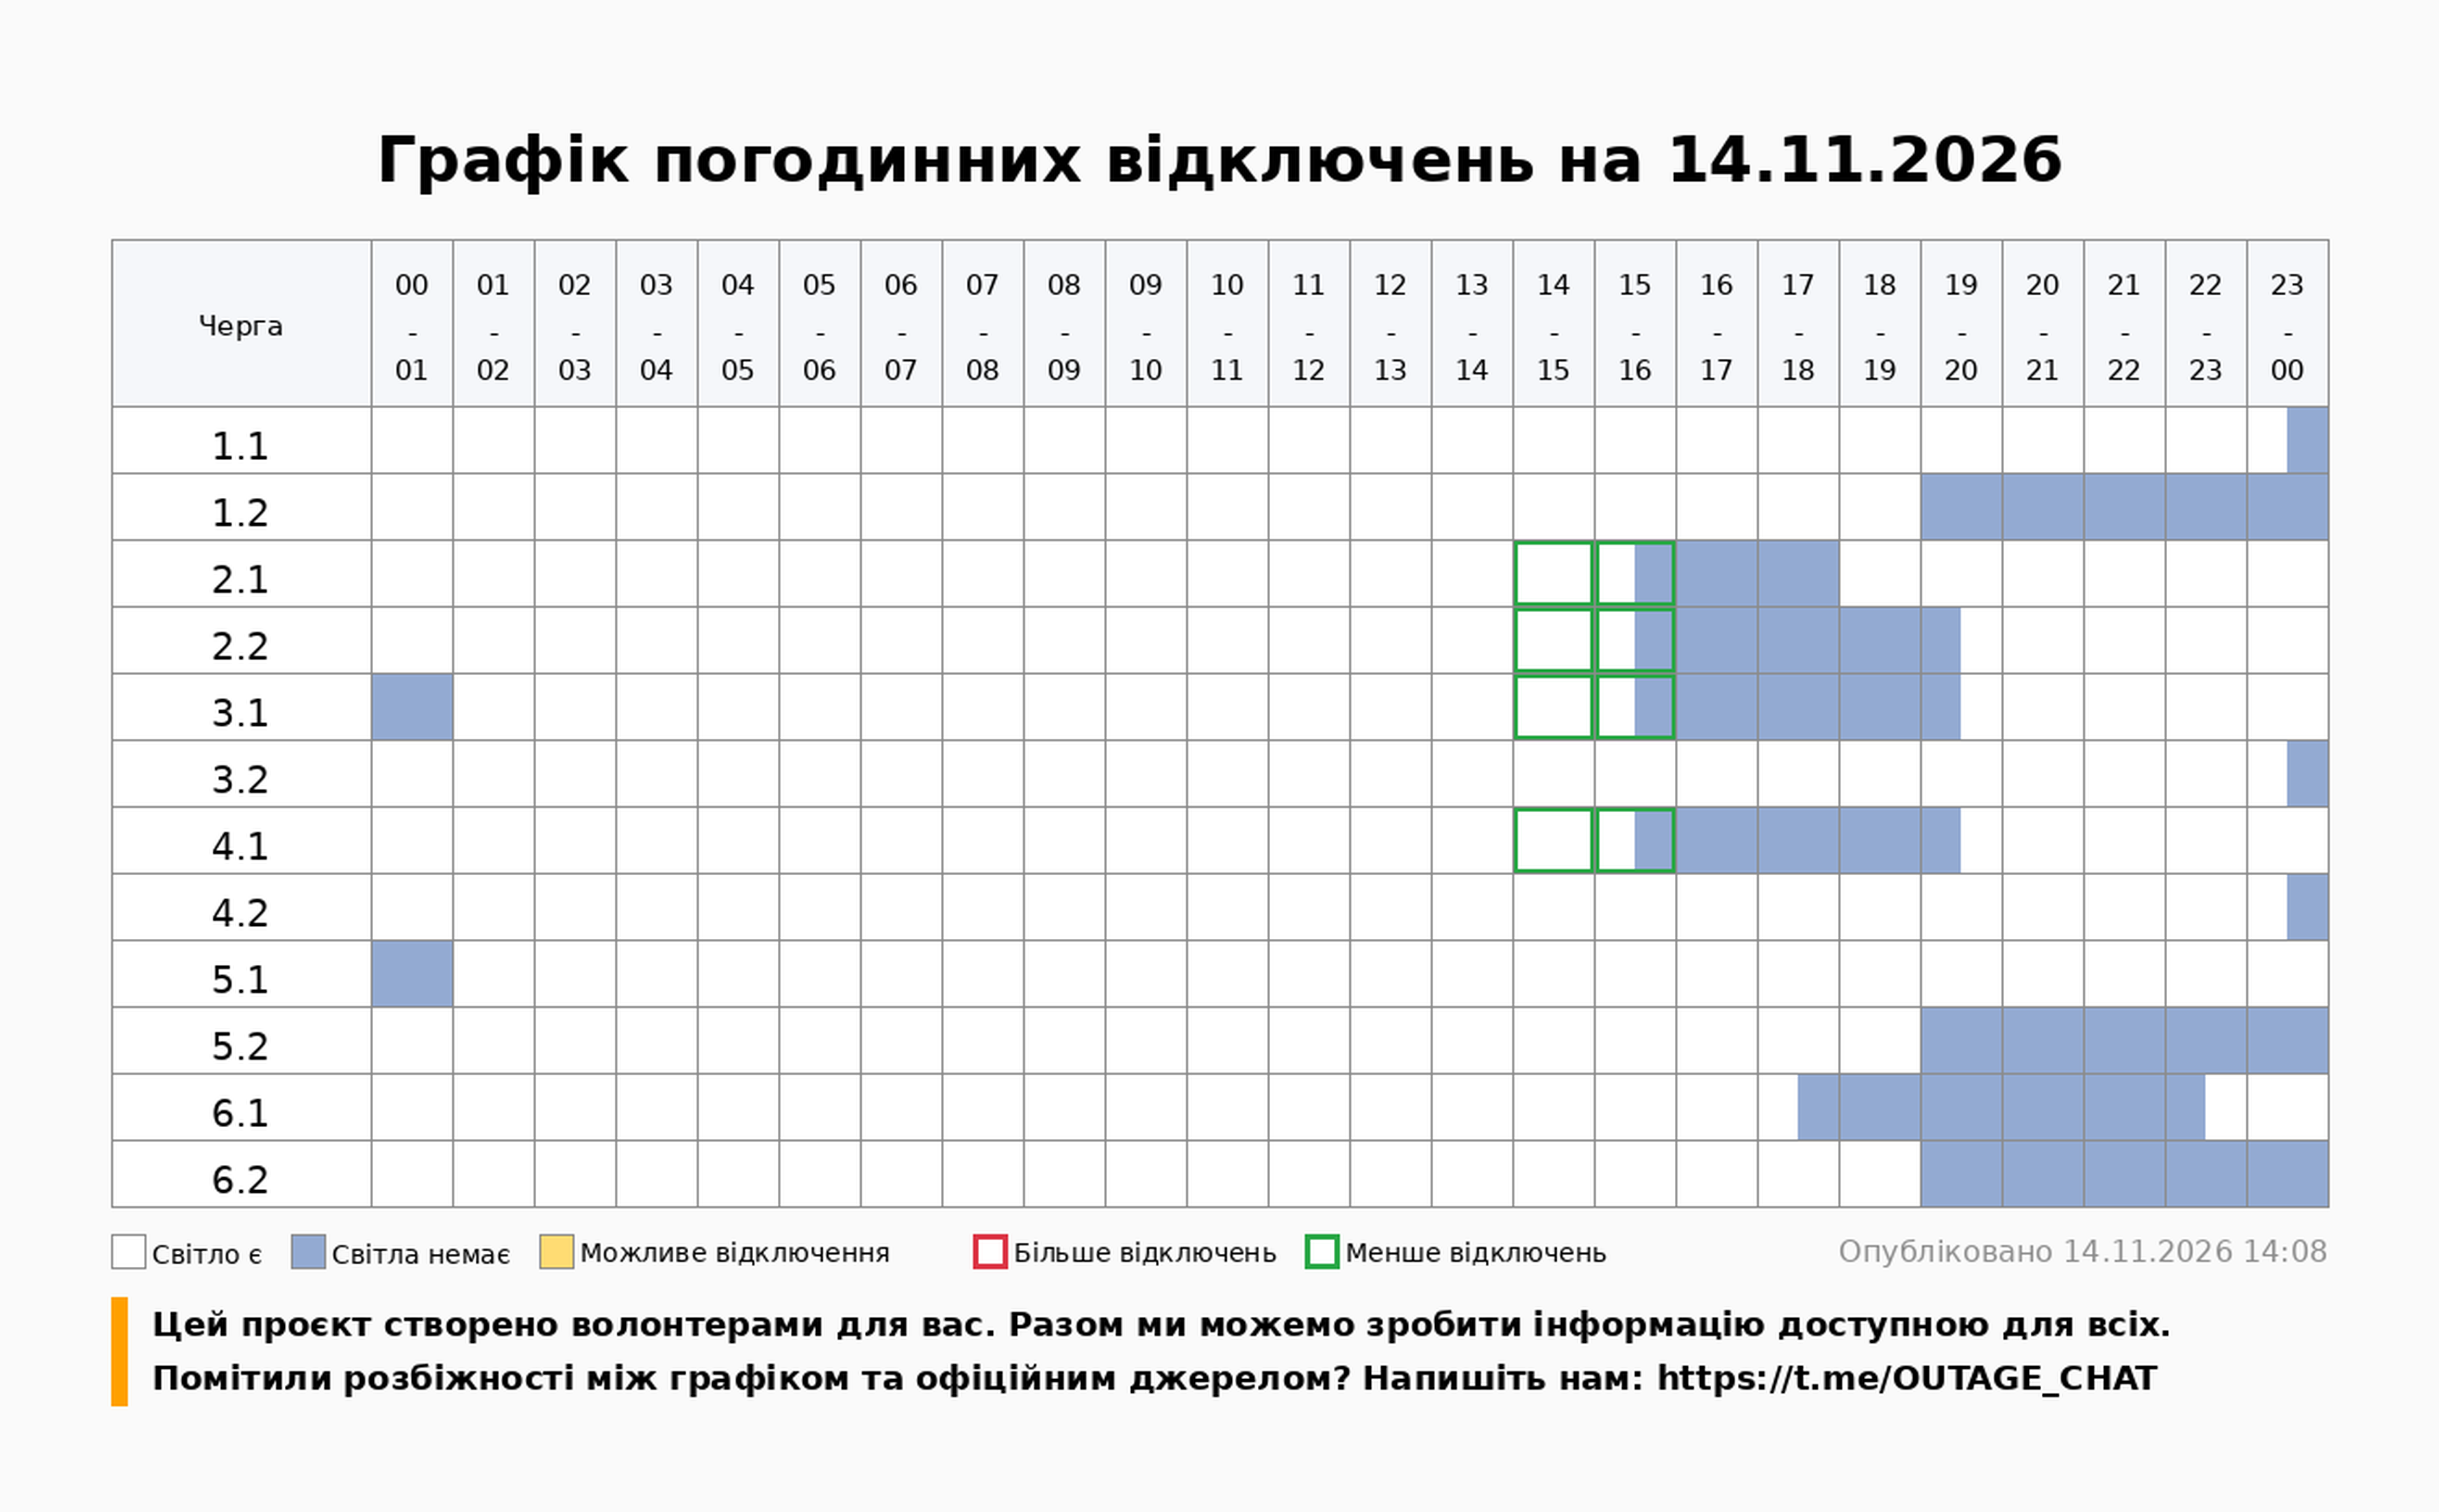 Графік погодинних відключень на 14.11.2026
Черга 00 - 01 01 - 02 02 - 03 03 - 04 04 - 05 05 - 06 06 - 07 07 - 08 08 - 09 09 - 10 10 - 11 11 - 12 12 - 13 13 - 14 14 - 15 15 - 16 16 - 17 17 - 18 18 - 19 19 - 20 20 - 21 21 - 22 22 - 23 23 - 00
1.1
1.2
2.1
2.2
3.1
3.2
4.1
4.2
5.1
5.2
6.1
6.2
Світло є Світла немає Можливе відключення Більше відключень Менше відключень Опубліковано 14.11.2026 14:08
Цей проєкт створено волонтерами для вас. Разом ми можемо зробити інформацію доступною для всіх.
Помітили розбіжності між графіком та офіційним джерелом? Напишіть нам: https://t.me/OUTAGE_CHAT